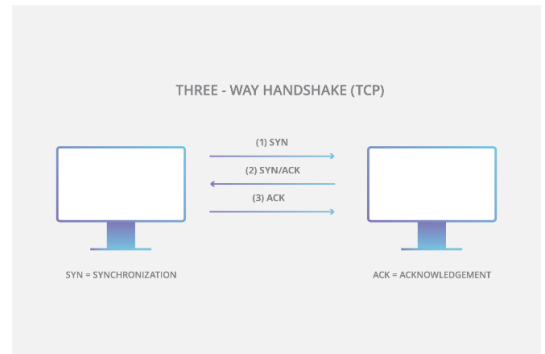 THREE - WAY HANDSHAKE (TCP)
(1) SYN
(2) SYN/ACK
(3) ACK
SYN = SYNCHRONIZATION
ACK = ACKNOWLEDGEMENT